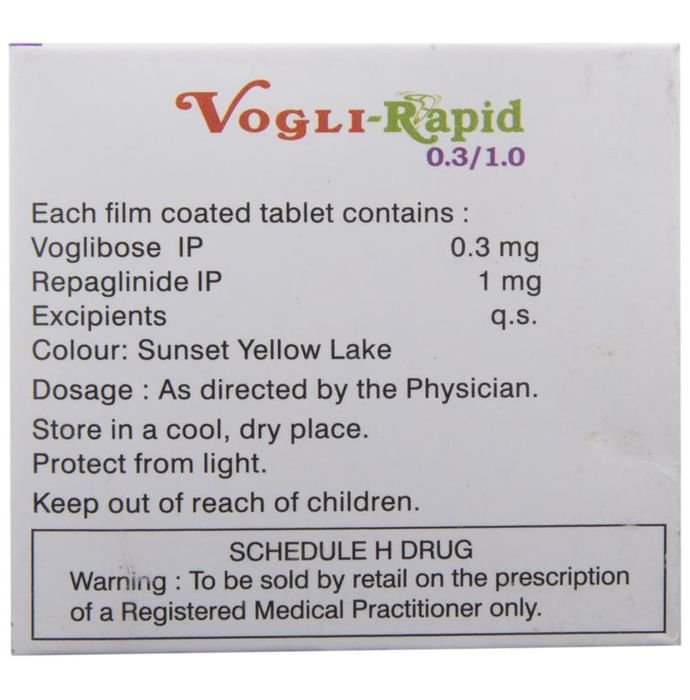 Vogli-Rapid
0.3/1.0
Each film coated tablet contains :
Voglibose IP 0.3 mg
Repaglinide IP 1 mg
Excipients q.s.
Colour: Sunset Yellow Lake
Dosage : As directed by the Physician.
Store in a cool, dry place.
Protect from light.
Keep out of reach of children.
SCHEDULE H DRUG
Warning : To be sold by retail on the prescription
of a Registered Medical Practitioner only.